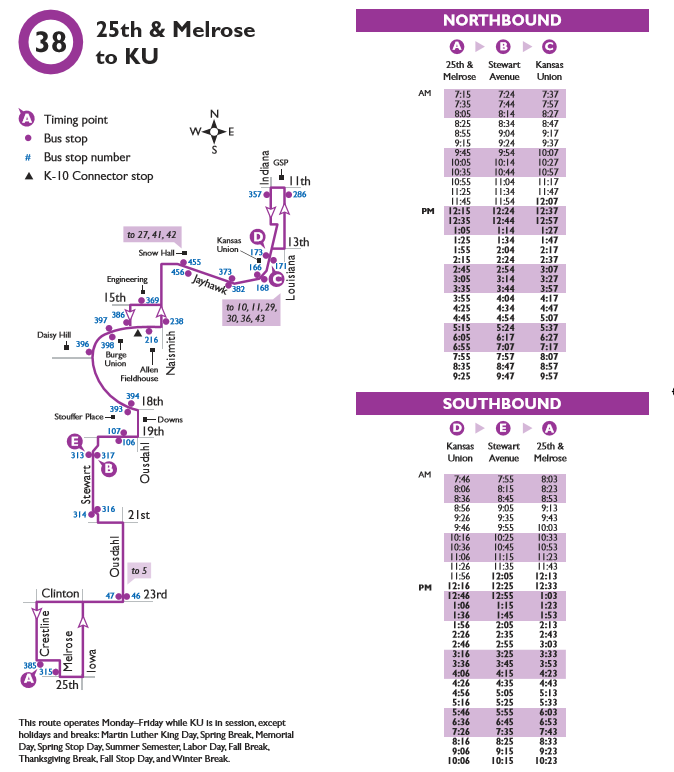 38
25th & Melrose
to KU
A Timing point
Bus stop
# Bus stop number
K-10 Connector stop
N
W E
S
Indiana
GSP
11th
357
286
to 27, 41, 42
Kansas
Union
D
13th
Snow Hall
455
173
171
456
166
C
Louisiana
Engineering
373
Jayhawk
382
168
15th
369
to 10, 11, 29,
30, 36, 43
386
397
238
Daisy Hill
398
216
396
Burge
Union
Naismith
Allen
Fieldhouse
394
18th
393
Stouffer Place
Downs
107
19th
E
106
313
317
B
Ousdahl
Stewart
316
314
21st
Ousdahl
to 5
Clinton
47
46
23rd
Crestline
Melrose
Iowa
385
315
A
25th
This route operates Monday–Friday while KU is in session, except
holidays and breaks: Martin Luther King Day, Spring Break, Memorial
Day, Spring Stop Day, Summer Semester, Labor Day, Fall Break,
Thanksgiving Break, Fall Stop Day, and Winter Break.
NORTHBOUND
A B C
25th & Stewart Kansas
Melrose Avenue Union
AM 7:15 7:24 7:37
7:35 7:44 7:57
8:05 8:14 8:27
8:25 8:34 8:47
8:55 9:04 9:17
9:15 9:24 9:37
9:45 9:54 10:07
10:05 10:14 10:27
10:35 10:44 10:57
10:55 11:04 11:17
11:25 11:34 11:47
11:45 11:54 12:07
PM 12:15 12:24 12:37
12:35 12:44 12:57
1:05 1:14 1:27
1:25 1:34 1:47
1:55 2:04 2:17
2:15 2:24 2:37
2:45 2:54 3:07
3:05 3:14 3:27
3:35 3:44 3:57
3:55 4:04 4:17
4:25 4:34 4:47
4:45 4:54 5:07
5:15 5:24 5:37
6:05 6:17 6:27
6:55 7:07 7:17
7:55 7:57 8:07
8:35 8:47 8:57
9:25 9:47 9:57
SOUTHBOUND
D E A
Kansas Stewart 25th &
Union Avenue Melrose
AM 7:46 7:55 8:03
8:06 8:15 8:23
8:36 8:45 8:53
8:56 9:05 9:13
9:26 9:35 9:43
9:46 9:55 10:03
10:16 10:25 10:33
10:36 10:45 10:53
11:06 11:15 11:23
11:26 11:35 11:43
11:56 12:05 12:13
PM 12:16 12:25 12:33
12:46 12:55 1:03
1:06 1:15 1:23
1:36 1:45 1:53
1:56 2:05 2:13
2:26 2:35 2:43
2:46 2:55 3:03
3:16 3:25 3:33
3:36 3:45 3:53
4:06 4:15 4:23
4:26 4:35 4:43
4:56 5:05 5:13
5:16 5:25 5:33
5:46 5:55 6:03
6:36 6:45 6:53
7:26 7:35 7:43
8:16 8:25 8:33
9:06 9:15 9:23
10:06 10:15 10:23